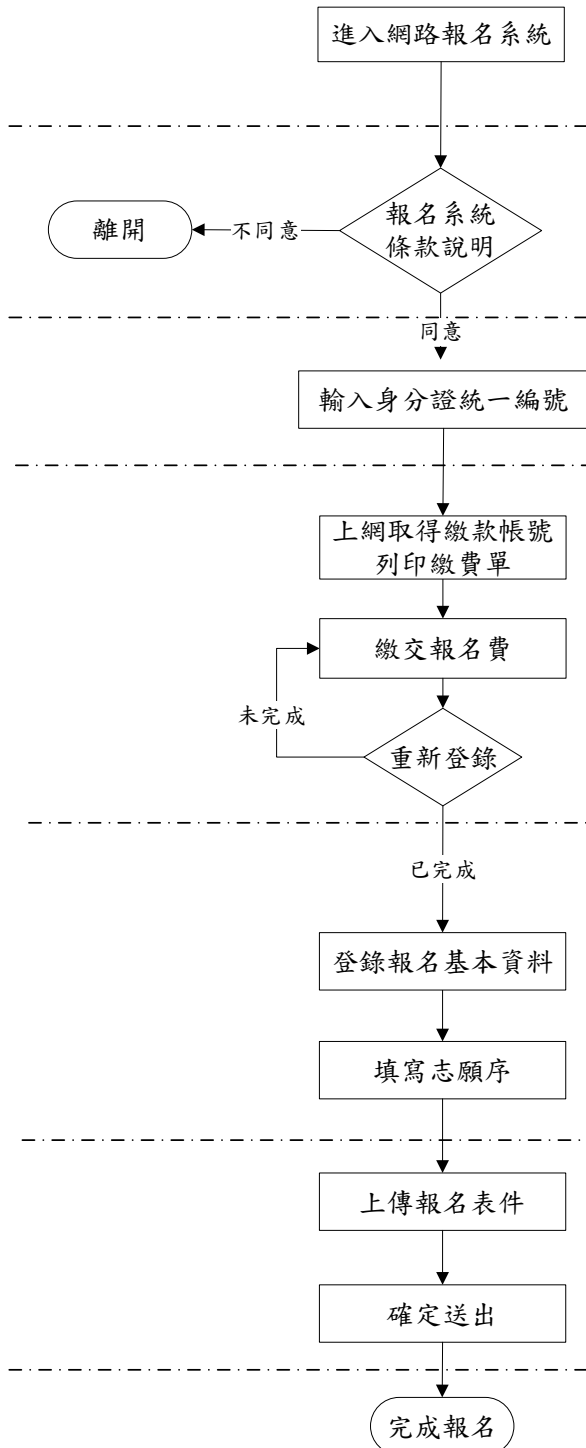 進入網路報名系統
報名系統
條款說明
不同意
離開
同意
輸入身分證統一編號
上網取得繳款帳號
列印繳費單
繳交報名費
未完成
重新登錄
已完成
登錄報名基本資料
填寫志願序
上傳報名表件
確定送出
完成報名